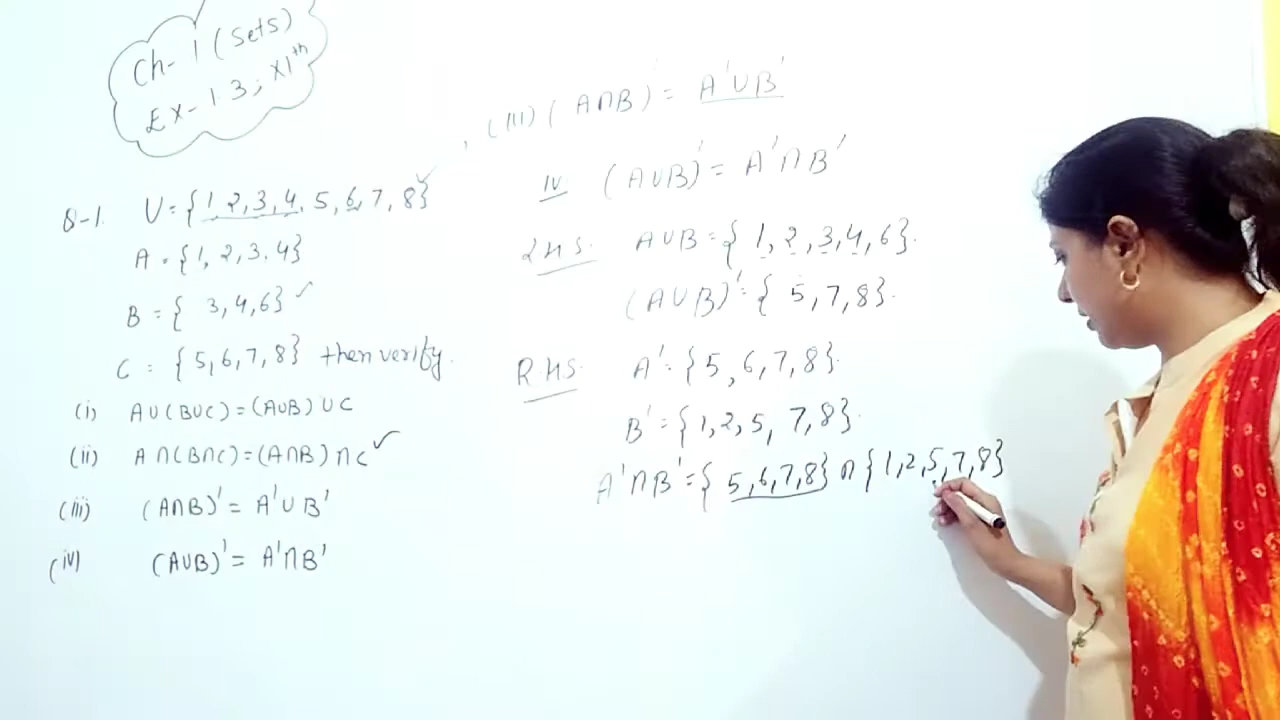 Ch-1 (Sets)
Ex-1.3; XIth
Q-1. U = {1, 2, 3, 4, 5, 6, 7, 8} ✓
A = {1, 2, 3. 4}
B = { 3, 4, 6} ✓
C = {5, 6, 7, 8} then verify.
(i) A∪(B∪C) = (A∪B)∪C
(ii) A∩(B∩C) = (A∩B)∩C ✓
(iii) (A∩B)' = A'∪B'
(iv) (A∪B)' = A'∩B'
, (III) (A∩B)' = A'∪B'
IV (A∪B)' = A'∩B'
LHS. A∪B = { 1, 2, 3, 4, 6}.
(A∪B)' = { 5, 7, 8}.
R.HS. A' = {5, 6, 7, 8}.
B' = {1, 2, 5, 7, 8}.
A'∩B' = { 5, 6, 7, 8} ∩ {1, 2, 5, 7, 8}